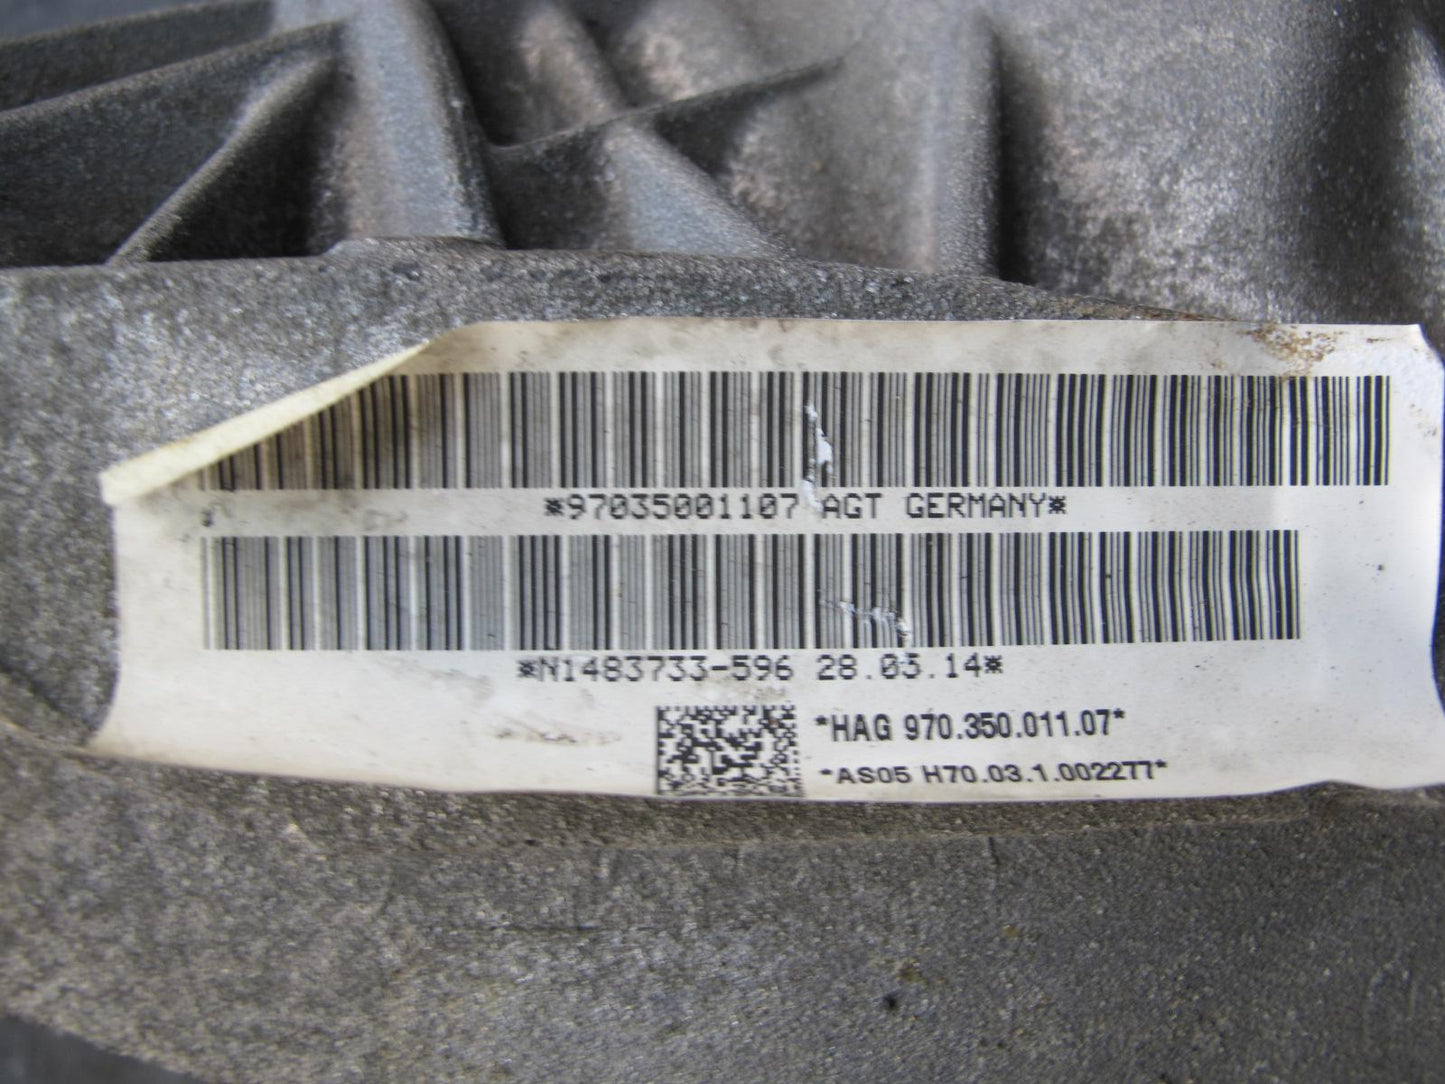 *97035001107 AGT GERMANY*
*N1483733-596 28.03.14*
*HAG 970.350.011.07*
*AS05 H70.03.1.002277*